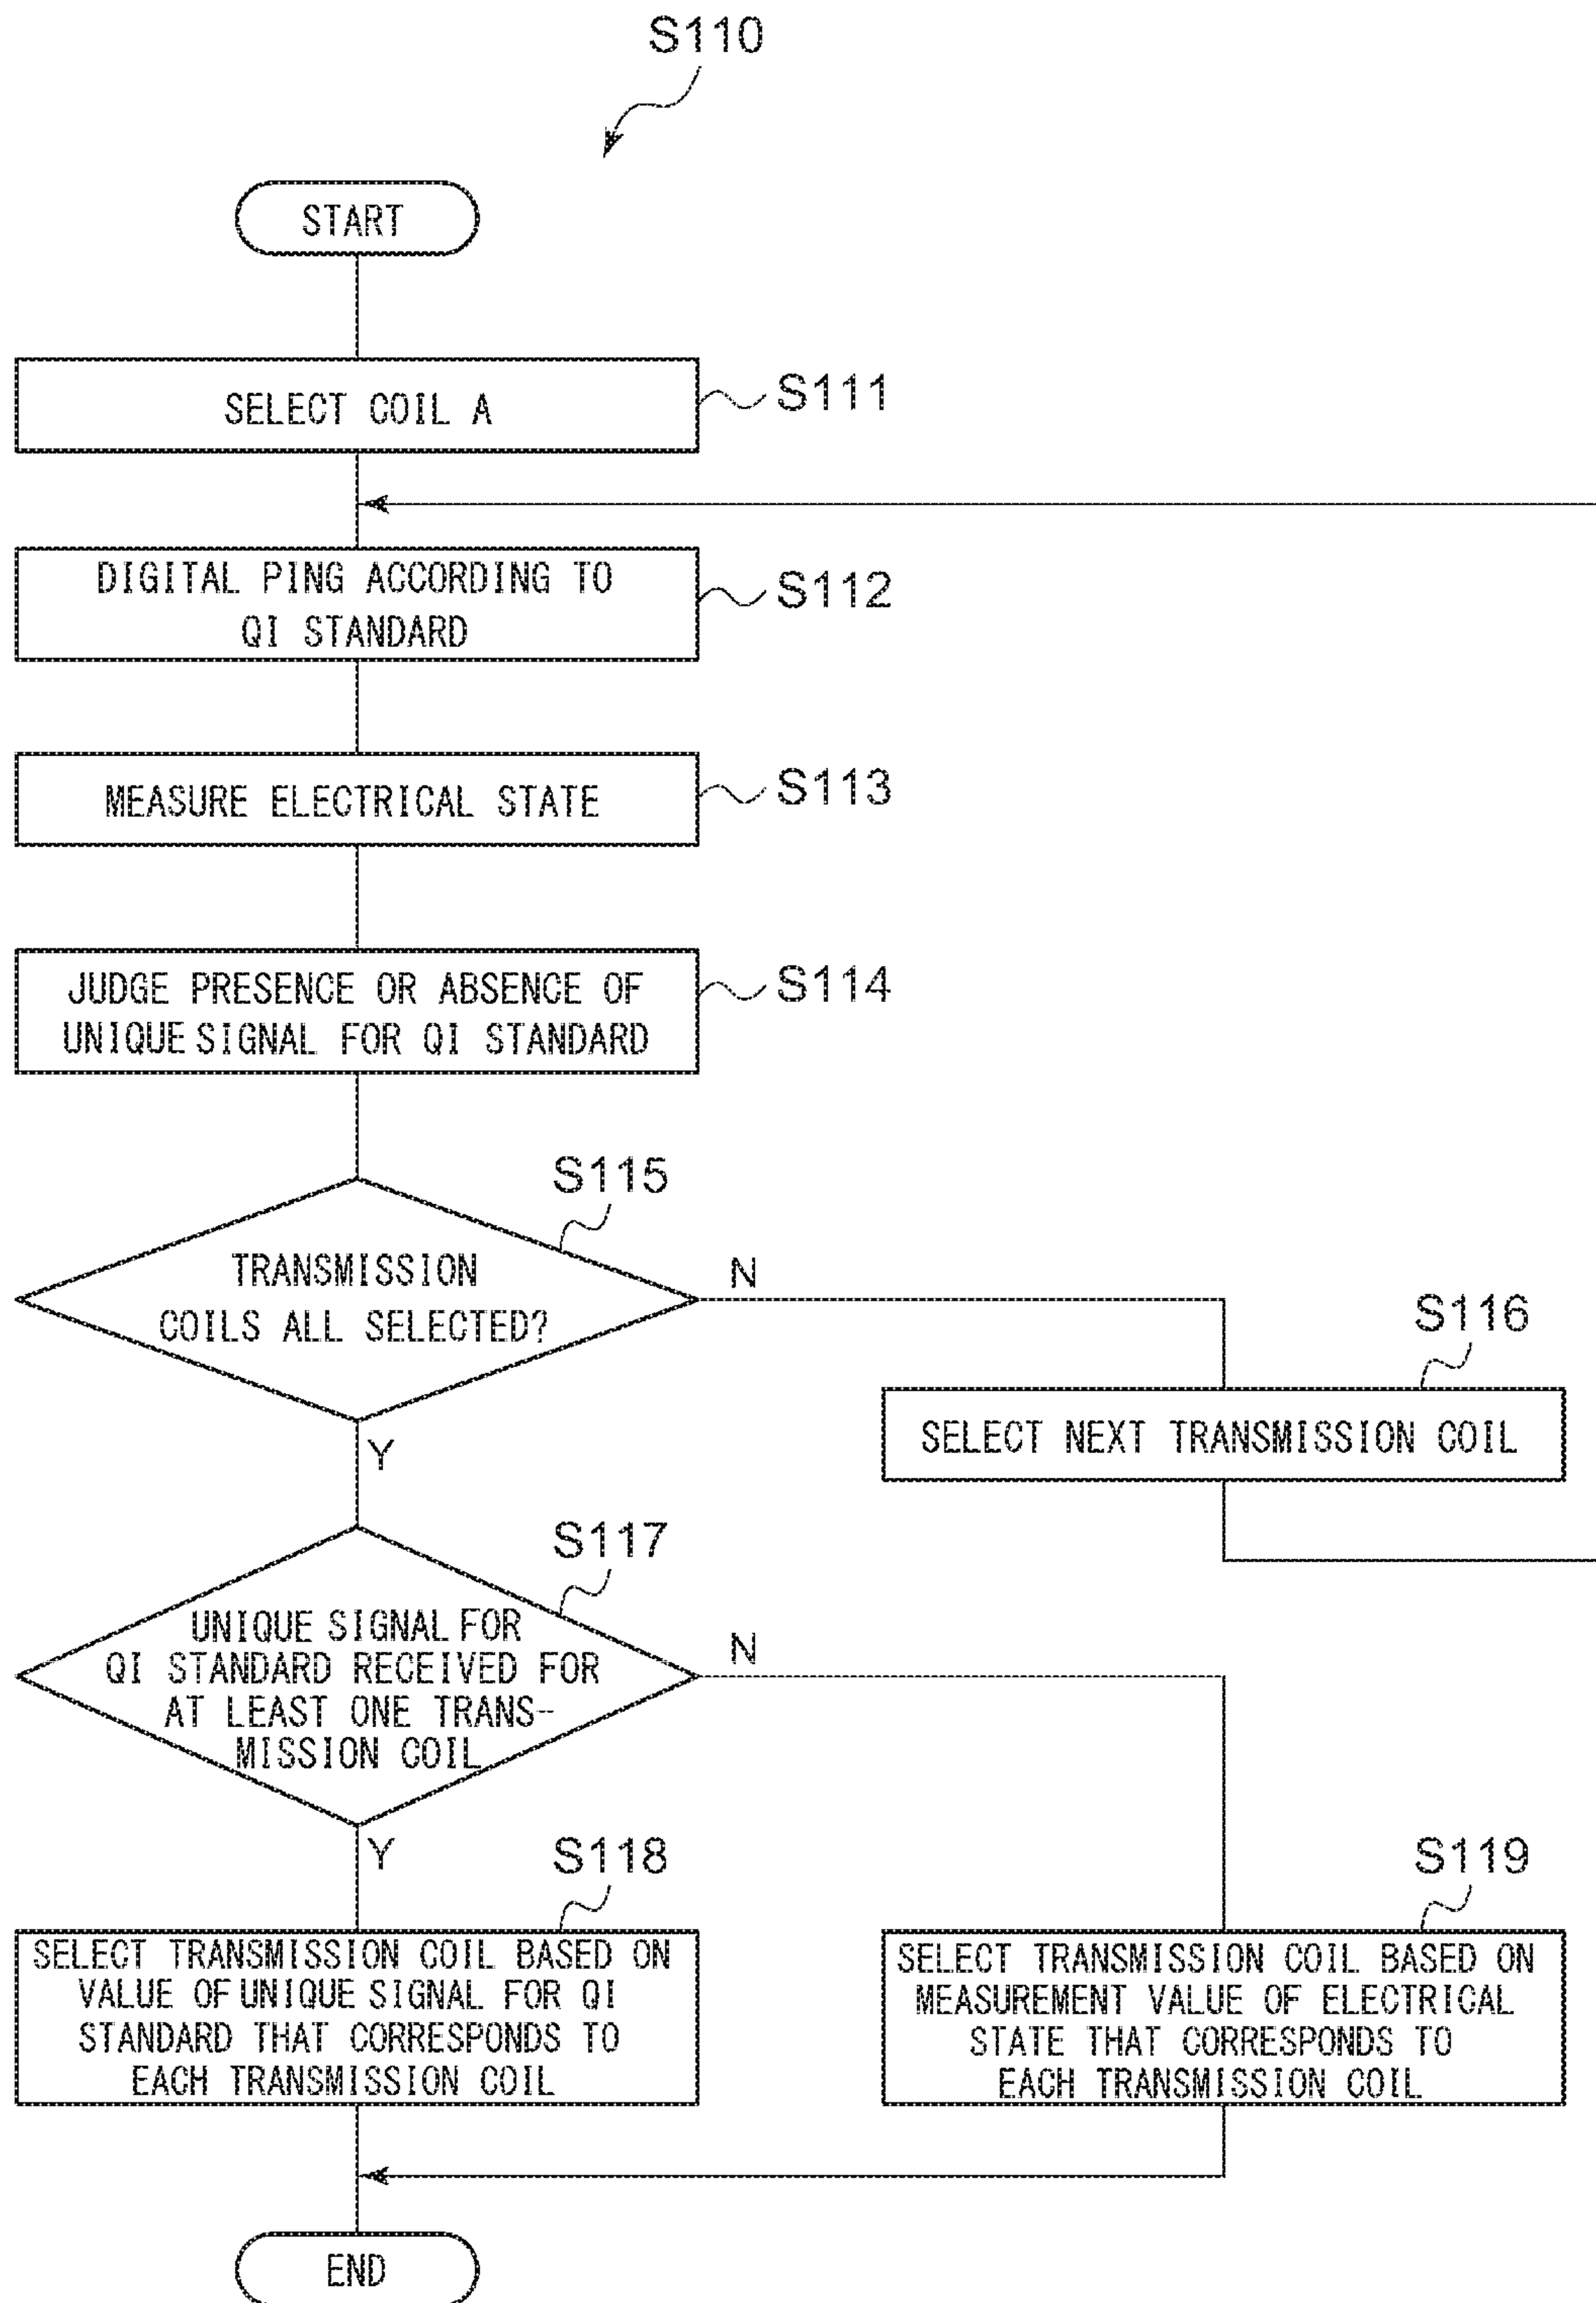 S110
START
SELECT COIL A
S111
DIGITAL PING ACCORDING TO
QI STANDARD
S112
MEASURE ELECTRICAL STATE
S113
JUDGE PRESENCE OR ABSENCE OF
UNIQUE SIGNAL FOR QI STANDARD
S114
S115
TRANSMISSION
COILS ALL SELECTED?
N
Y
S116
SELECT NEXT TRANSMISSION COIL
S117
UNIQUE SIGNAL FOR
QI STANDARD RECEIVED FOR
AT LEAST ONE TRANS-
MISSION COIL
N
Y
S118
SELECT TRANSMISSION COIL BASED ON
VALUE OF UNIQUE SIGNAL FOR QI
STANDARD THAT CORRESPONDS TO
EACH TRANSMISSION COIL
S119
SELECT TRANSMISSION COIL BASED ON
MEASUREMENT VALUE OF ELECTRICAL
STATE THAT CORRESPONDS TO
EACH TRANSMISSION COIL
END